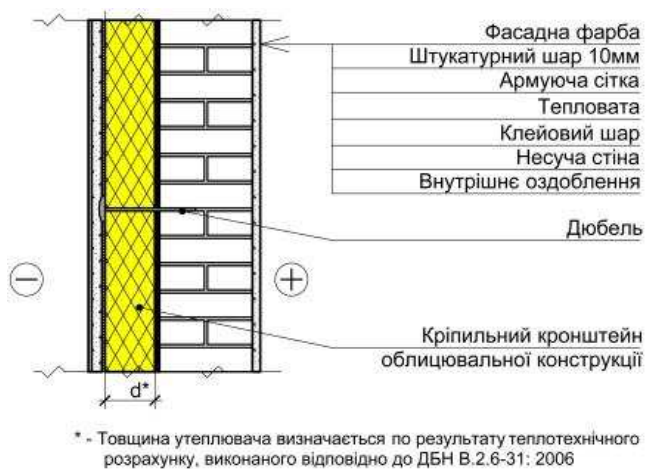 Фасадна фарба
Штукатурний шар 10мм
Армуюча сітка
Тепловата
Клейовий шар
Несуча стіна
Внутрішнє оздоблення
Дюбель
Кріпильний кронштейн
облицювальної конструкції
d*
* - Товщина утеплювача визначається по результату теплотехнічного
розрахунку, виконаного відповідно до ДБН В.2.6-31: 2006